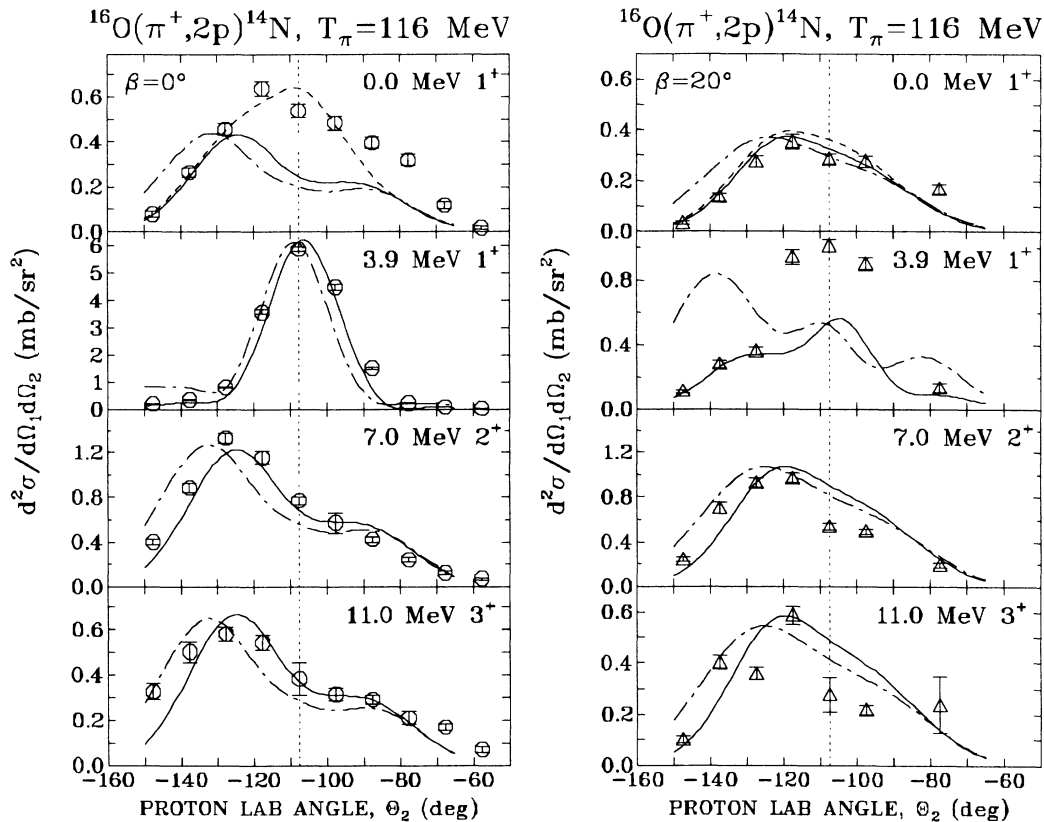 ¹⁶O(π⁺,2p)¹⁴N, T_π=116 MeV
β=0°
0.0 MeV 1⁺
0.6
0.4
0.2
0.0
3.9 MeV 1⁺
6
5
4
3
2
1
0
7.0 MeV 2⁺
1.2
0.8
0.4
0.0
11.0 MeV 3⁺
0.6
0.4
0.2
0.0
−160 −140 −120 −100 −80 −60
PROTON LAB ANGLE, Θ₂ (deg)
d²σ/dΩ₁dΩ₂ (mb/sr²)
¹⁶O(π⁺,2p)¹⁴N, T_π=116 MeV
β=20°
0.0 MeV 1⁺
0.6
0.4
0.2
0.0
3.9 MeV 1⁺
0.8
0.4
0.0
7.0 MeV 2⁺
1.2
0.8
0.4
0.0
11.0 MeV 3⁺
0.6
0.4
0.2
0.0
−160 −140 −120 −100 −80 −60
PROTON LAB ANGLE, Θ₂ (deg)
d²σ/dΩ₁dΩ₂ (mb/sr²)